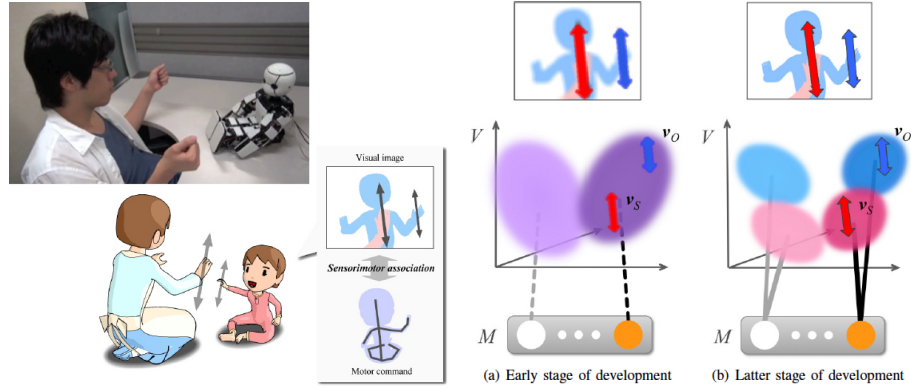 Visual image
Sensorimotor association
Motor command
V
v_O
v_S
M
(a) Early stage of development
V
v_O
v_S
M
(b) Latter stage of development